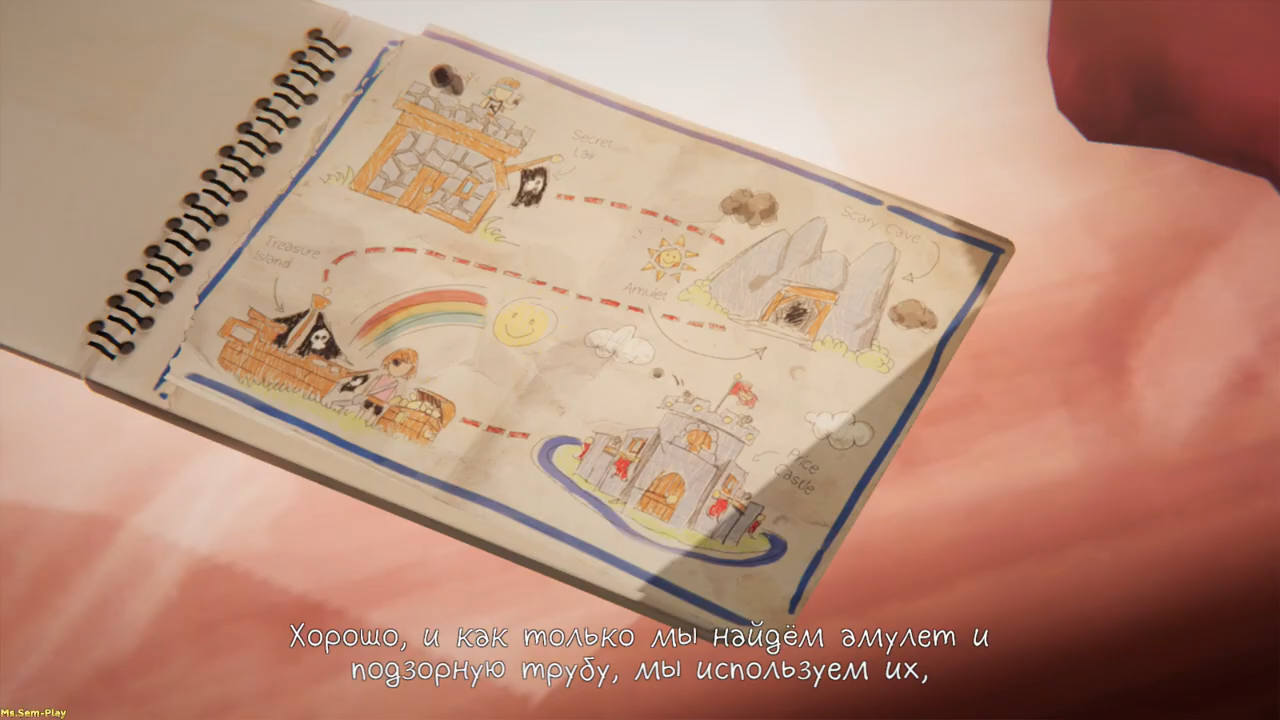 Secret
Lair
Scary Cave
Treasure
Island
Amulet
Price
Castle
Хорошо, и как только мы найдём амулет и
подзорную трубу, мы используем их,
Ms.Sem-Play